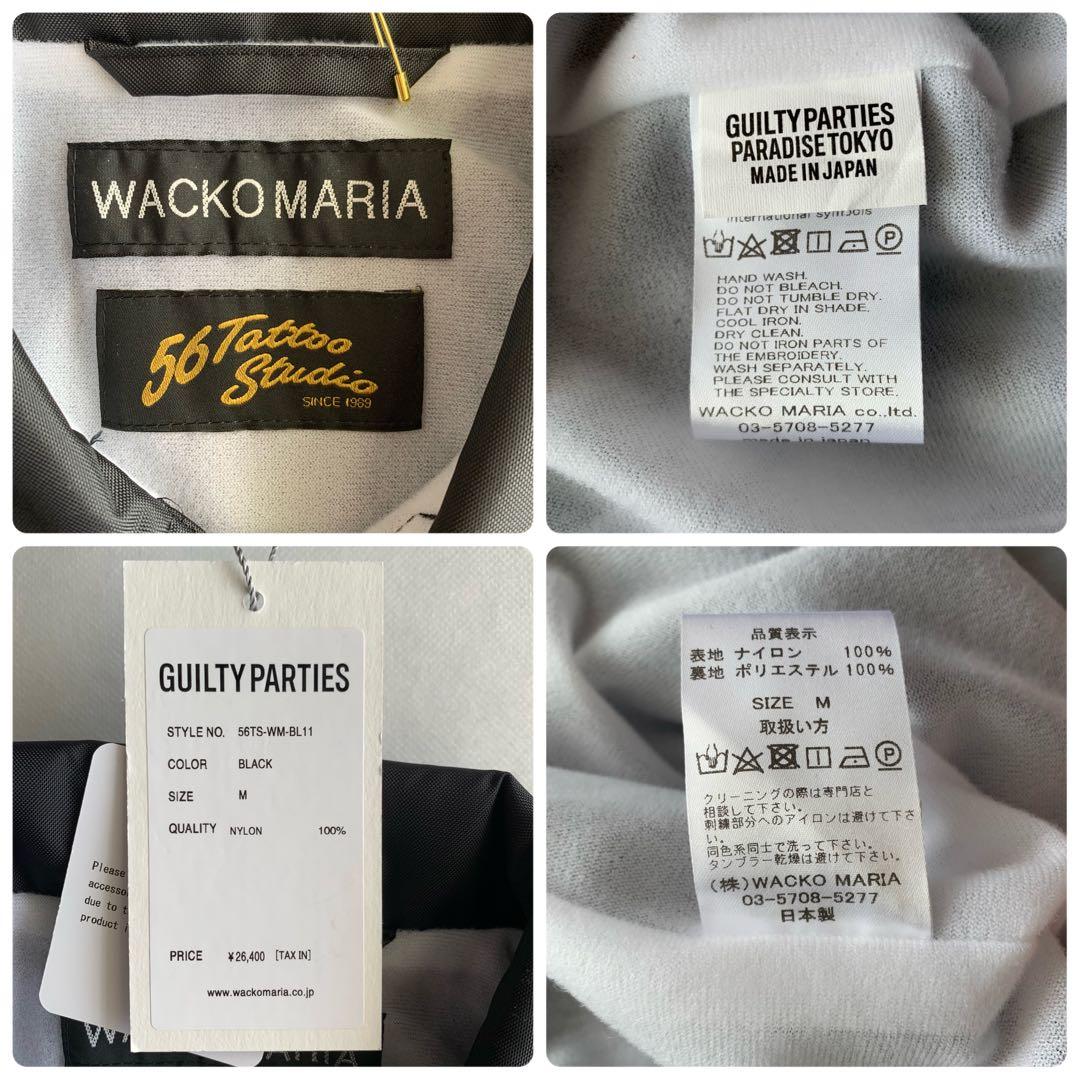 WACKO MARIA
56 Tattoo
Studio
SINCE 1989
GUILTY PARTIES
PARADISE TOKYO
MADE IN JAPAN
international symbols
HAND WASH.
DO NOT BLEACH.
DO NOT TUMBLE DRY.
FLAT DRY IN SHADE.
COOL IRON.
DRY CLEAN.
DO NOT IRON PARTS OF
THE EMBROIDERY.
WASH SEPARATELY.
PLEASE CONSULT WITH
THE SPECIALTY STORE.
WACKO MARIA co.,ltd.
03-5708-5277
made in japan
GUILTY PARTIES
STYLE NO. 56TS-WM-BL11
COLOR BLACK
SIZE M
QUALITY NYLON 100%
PRICE ¥26,400 [TAX IN]
www.wackomaria.co.jp
Please
due to
product
WACKO MARIA
品質表示
表地 ナイロン 100%
裏地 ポリエステル 100%
SIZE M
取扱い方
クリーニングの際は専門店と
相談して下さい。
刺繍部分へのアイロンは避けて下さ
い。
同色系同士で洗って下さい。
タンブラー乾燥は避けて下さい。
(株)WACKO MARIA
03-5708-5277
日本製